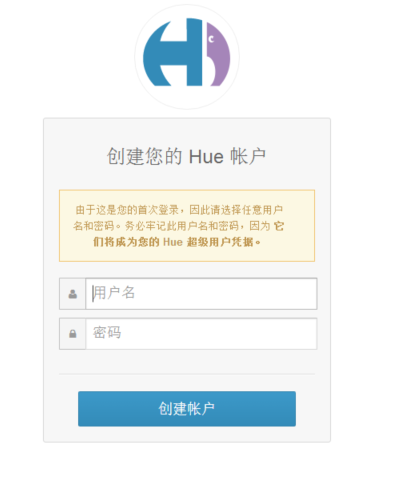 创建您的 Hue 帐户
由于这是您的首次登录，因此请选择任意用户
名和密码。务必牢记此用户名和密码，因为 它
们将成为您的 Hue 超级用户凭据。
用户名
密码
创建帐户